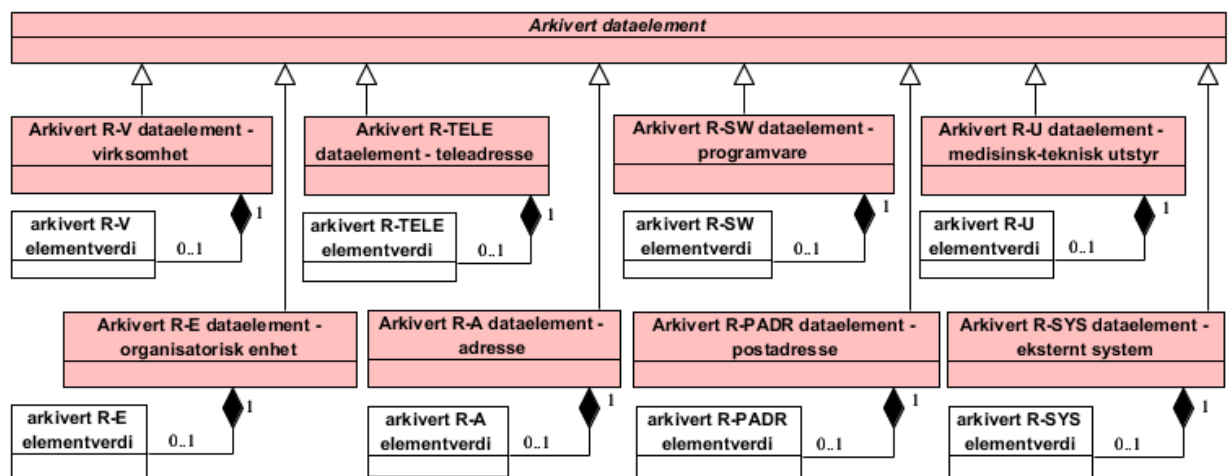 Arkivert dataelement
Arkivert R-V dataelement -
virksomhet
Arkivert R-TELE
dataelement - teleadresse
Arkivert R-SW dataelement -
programvare
Arkivert R-U dataelement -
medisinsk-teknisk utstyr
1
1
1
1
arkivert R-V
elementverdi
0..1
arkivert R-TELE
elementverdi
0..1
arkivert R-SW
elementverdi
0..1
arkivert R-U
elementverdi
0..1
Arkivert R-E dataelement -
organisatorisk enhet
Arkivert R-A dataelement -
adresse
Arkivert R-PADR dataelement -
postadresse
Arkivert R-SYS dataelement -
eksternt system
1
1
1
1
arkivert R-E
elementverdi
0..1
arkivert R-A
elementverdi
0..1
arkivert R-PADR
elementverdi
0..1
arkivert R-SYS
elementverdi
0..1